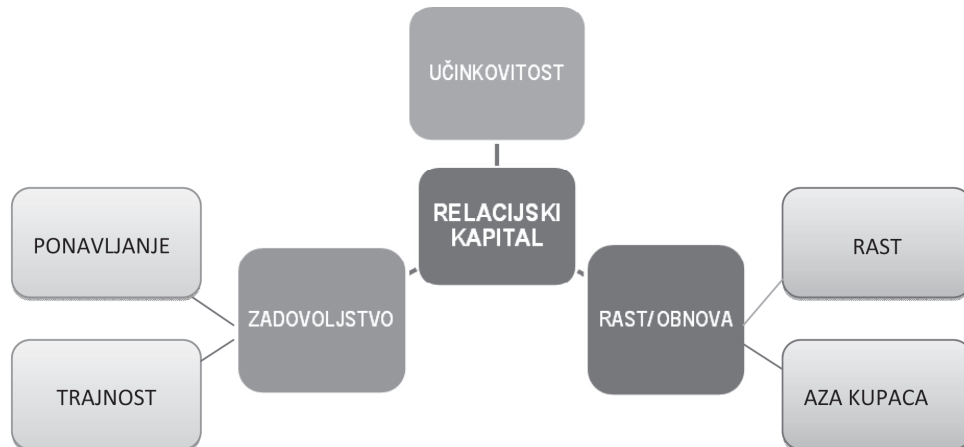 UČINKOVITOST
RELACIJSKI
KAPITAL
PONAVLJANJE
RAST
ZADOVOLJSTVO
RAST/OBNOVA
TRAJNOST
AZA KUPACA